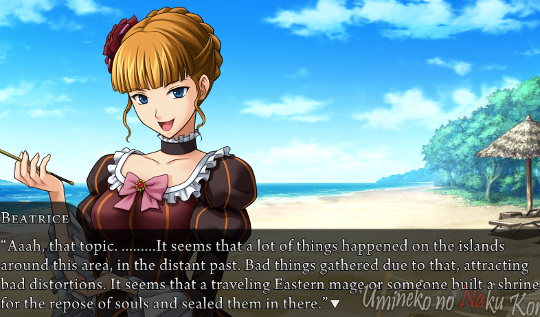 Beatrice
“Aaah, that topic. .........It seems that a lot of things happened on the islands
around this area, in the distant past. Bad things gathered due to that, attracting
bad distortions. It seems that a traveling Eastern mage or someone built a shrine
for the repose of souls and sealed them in there.”▼
Umineko no Naku Kor